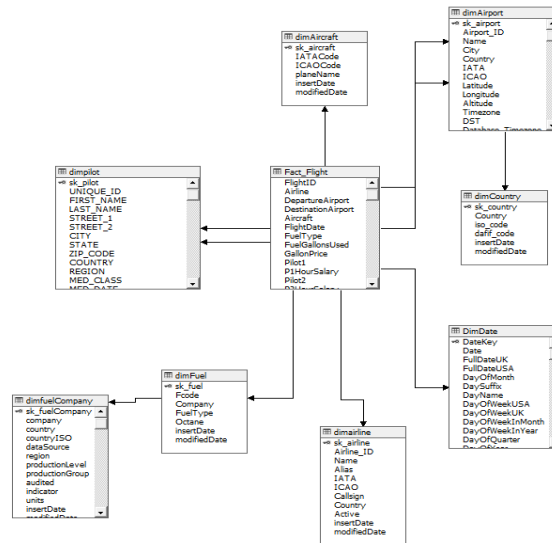 dimAirport
sk_airport
Airport_ID
Name
City
Country
IATA
ICAO
Latitude
Longitude
Altitude
Timezone
DST
Database_Timezone
dimAircraft
sk_aircraft
IATACode
ICAOCode
planeName
insertDate
modifiedDate
dimpilot
sk_pilot
UNIQUE_ID
FIRST_NAME
LAST_NAME
STREET_1
STREET_2
CITY
STATE
ZIP_CODE
COUNTRY
REGION
MED_CLASS
MED_DATE
Fact_Flight
FlightID
Airline
DepartureAirport
DestinationAirport
Aircraft
FlightDate
FuelType
FuelGallonsUsed
GallonPrice
Pilot1
P1HourSalary
Pilot2
P2HourSalary
dimCountry
sk_country
Country
iso_code
dafif_code
insertDate
modifiedDate
DimDate
DateKey
Date
FullDateUK
FullDateUSA
DayOfMonth
DaySuffix
DayName
DayOfWeekUSA
DayOfWeekUK
DayOfWeekInMonth
DayOfWeekInYear
DayOfQuarter
DayOfYear
dimFuel
sk_fuel
Fcode
Company
FuelType
Octane
insertDate
modifiedDate
dimfuelCompany
sk_fuelCompany
company
country
countryISO
dataSource
region
productionLevel
productionGroup
audited
indicator
units
insertDate
modifiedDate
dimairline
sk_airline
Airline_ID
Name
Alias
IATA
ICAO
Callsign
Country
Active
insertDate
modifiedDate